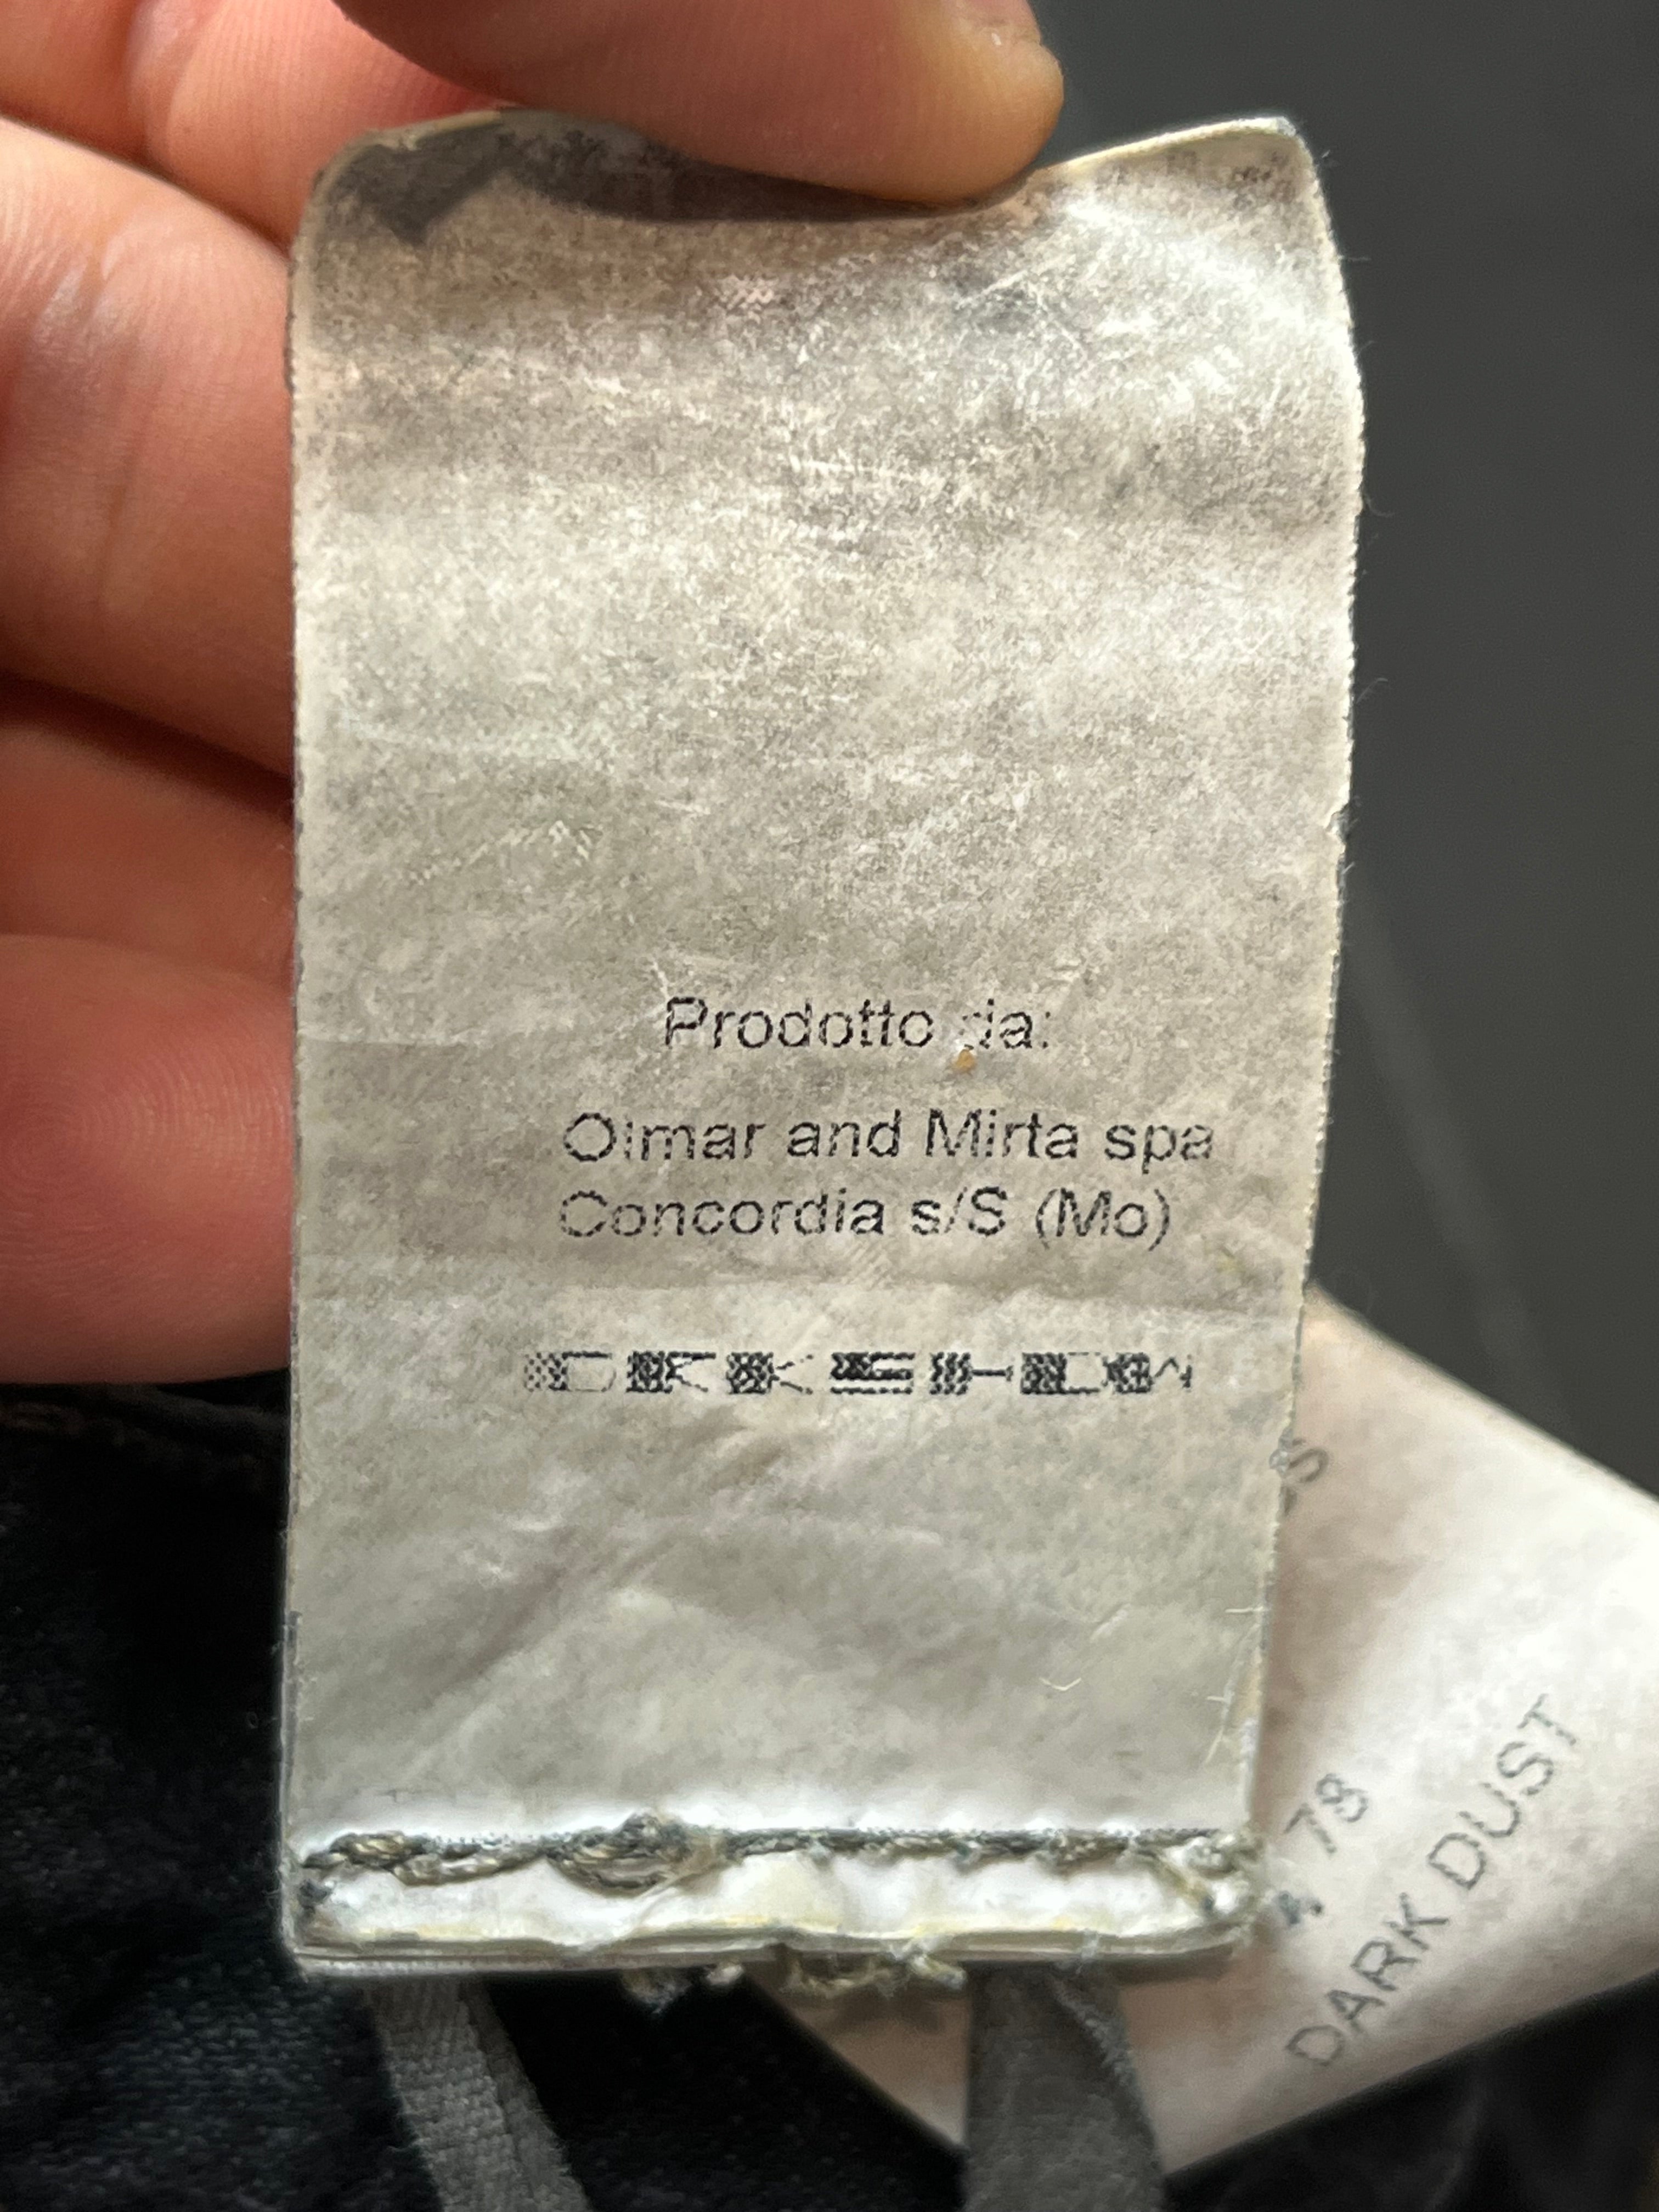 Prodotto da:
Olmar and Mirta spa
Concordia s/S (Mo)
DRKSHDW
S
78
DARK DUST